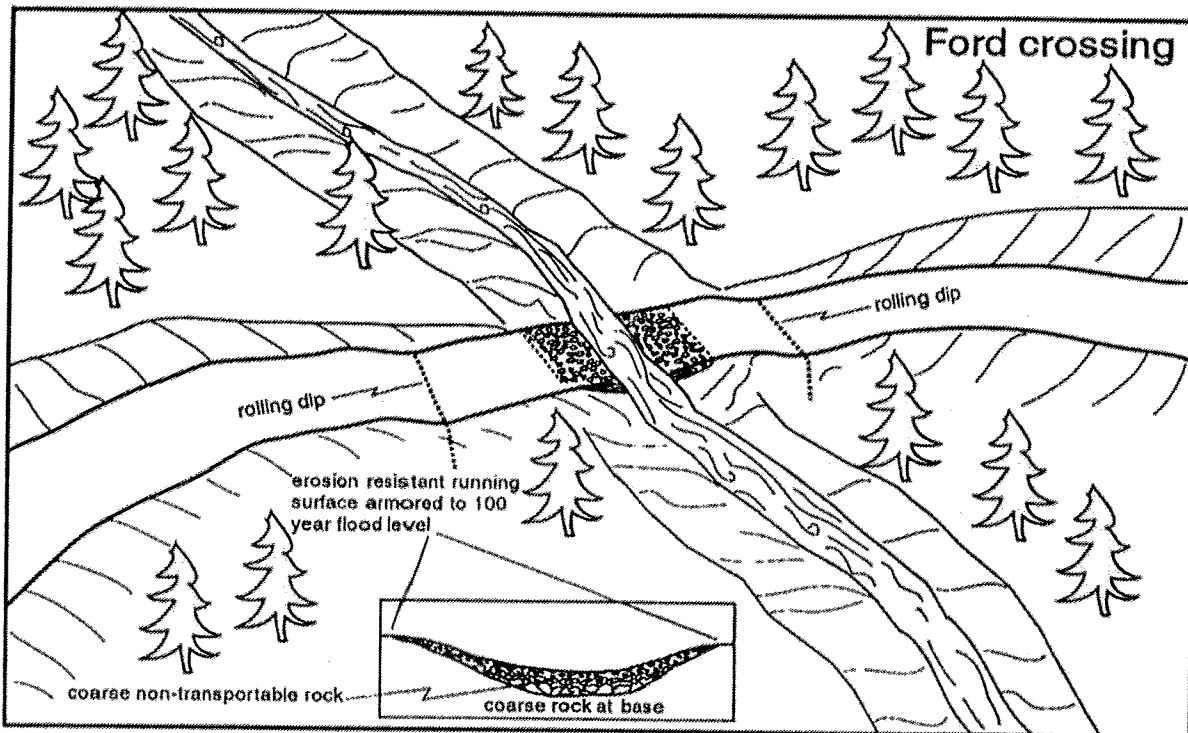 Ford crossing
rolling dip
rolling dip
erosion resistant running
surface armored to 100
year flood level
coarse non-transportable rock
coarse rock at base